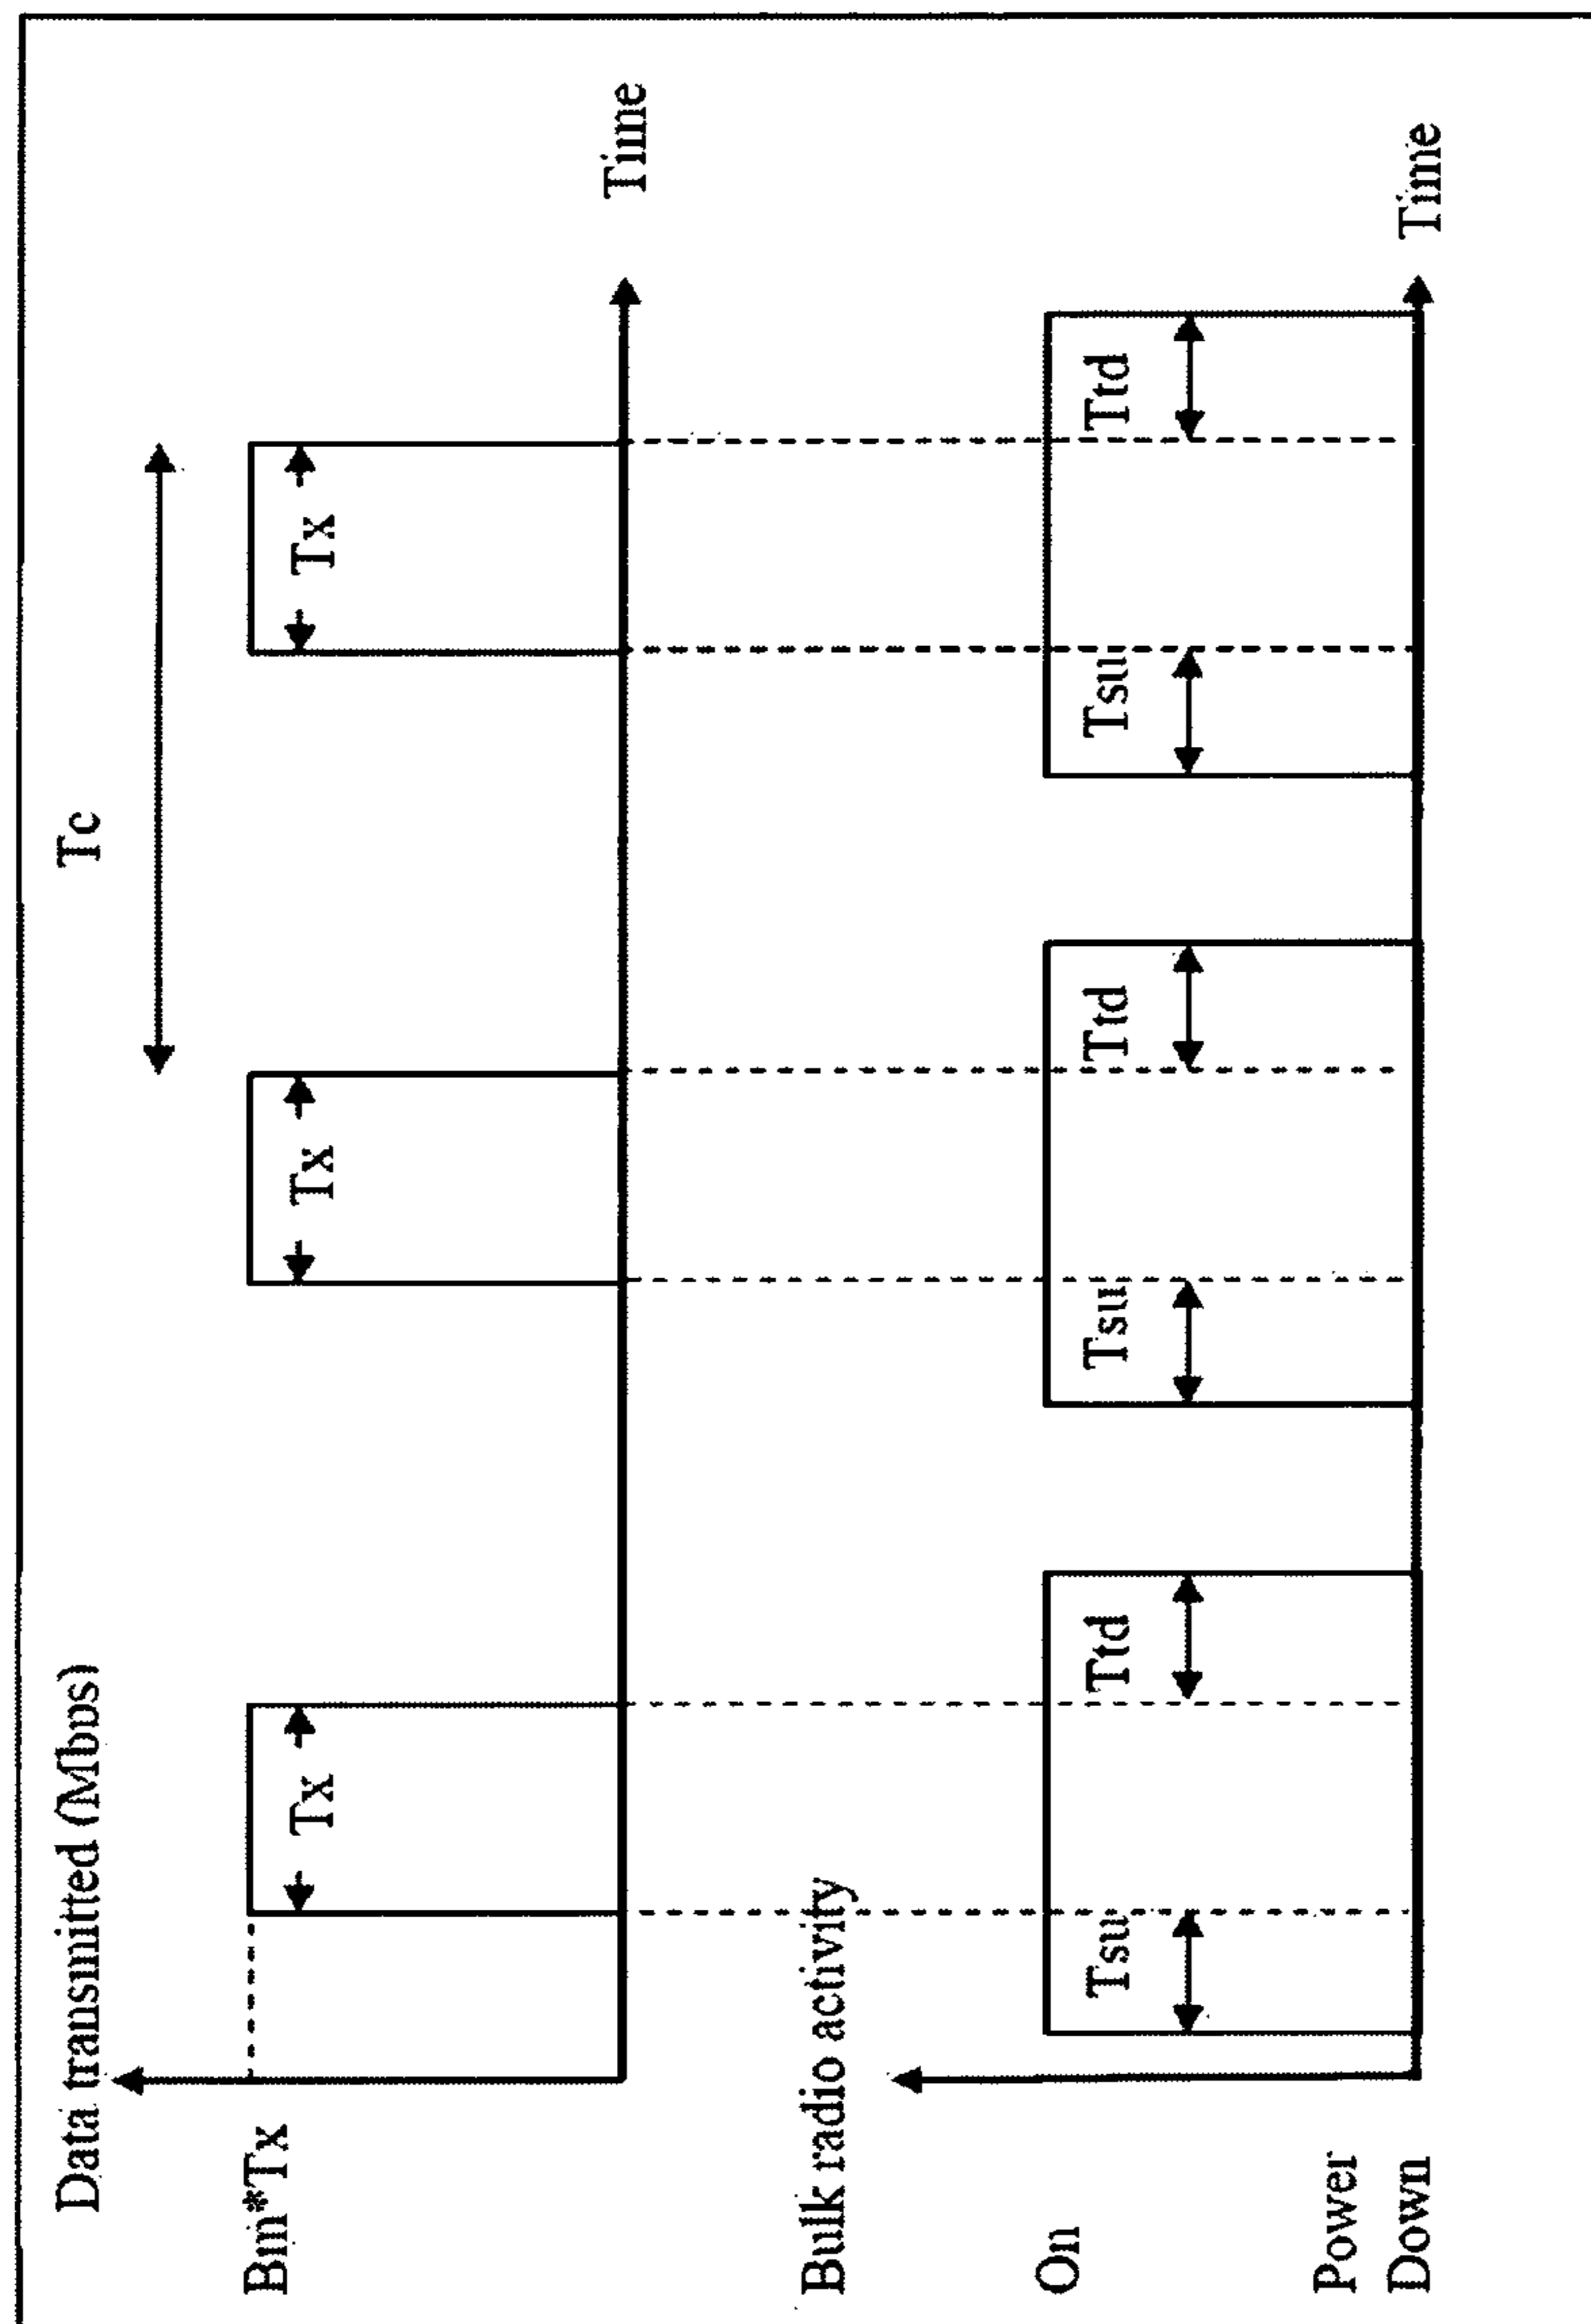 Data transmitted (Mbps)
Tc
Bm*Tx
Tx
Tx
Tx
Time
Bulk radio activity
On
Tsu
Ttd
Tsu
Ttd
Tsu
Ttd
Power
Down
Time